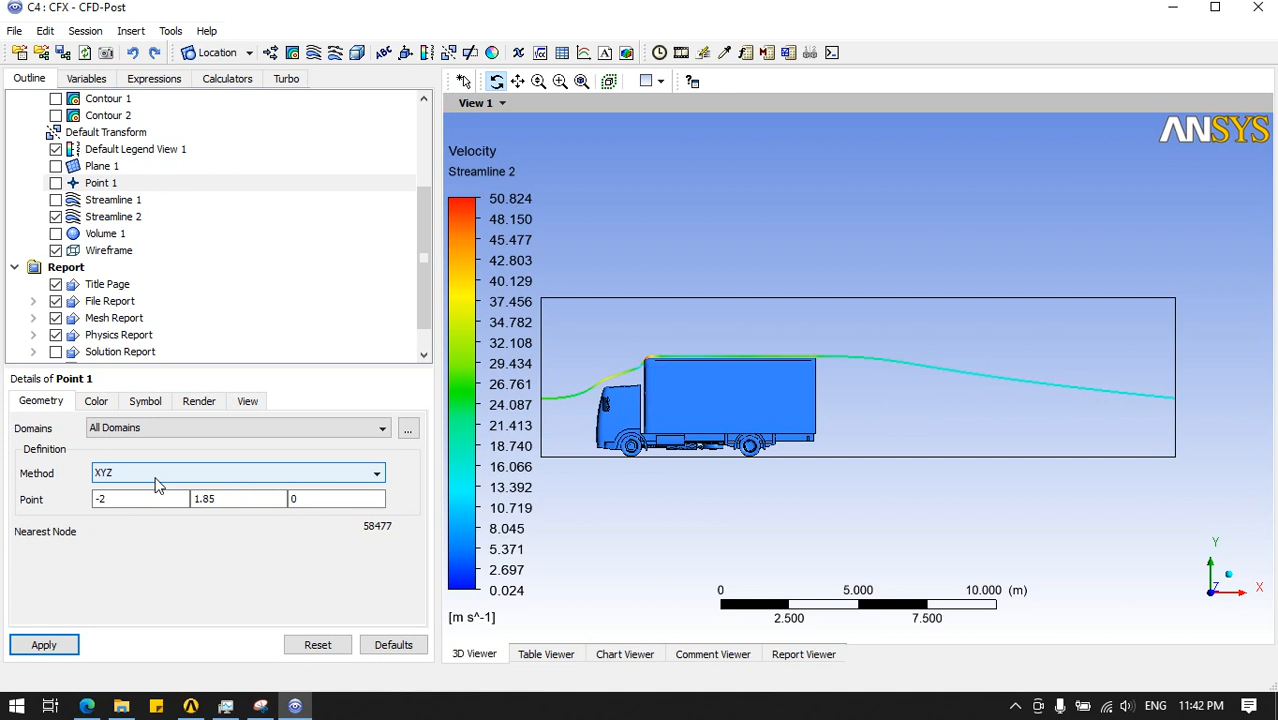 C4 : CFX - CFD-Post
File Edit Session Insert Tools Help
Location
Outline Variables Expressions Calculators Turbo
Contour 1
Contour 2
Default Transform
Default Legend View 1
Plane 1
Point 1
Streamline 1
Streamline 2
Volume 1
Wireframe
Report
Title Page
File Report
Mesh Report
Physics Report
Solution Report
Details of Point 1
Geometry Color Symbol Render View
Domains All Domains ...
Definition
Method XYZ
Point -2 1.85 0
Nearest Node 58477
Apply Reset Defaults
View 1
ANSYS
Velocity
Streamline 2
50.824
48.150
45.477
42.803
40.129
37.456
34.782
32.108
29.434
26.761
24.087
21.413
18.740
16.066
13.392
10.719
8.045
5.371
2.697
0.024
[m s^-1]
0 5.000 10.000 (m)
2.500 7.500
Y
Z X
3D Viewer Table Viewer Chart Viewer Comment Viewer Report Viewer
ENG 11:42 PM